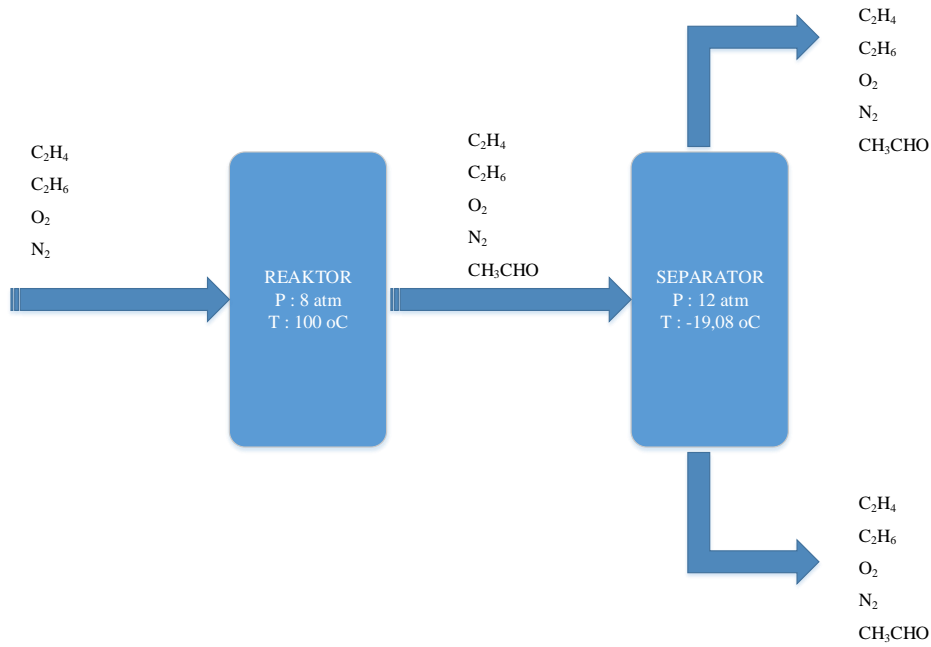 C₂H₄
C₂H₆
O₂
N₂
REAKTOR
P : 8 atm
T : 100 oC
C₂H₄
C₂H₆
O₂
N₂
CH₃CHO
SEPARATOR
P : 12 atm
T : -19,08 oC
C₂H₄
C₂H₆
O₂
N₂
CH₃CHO
C₂H₄
C₂H₆
O₂
N₂
CH₃CHO